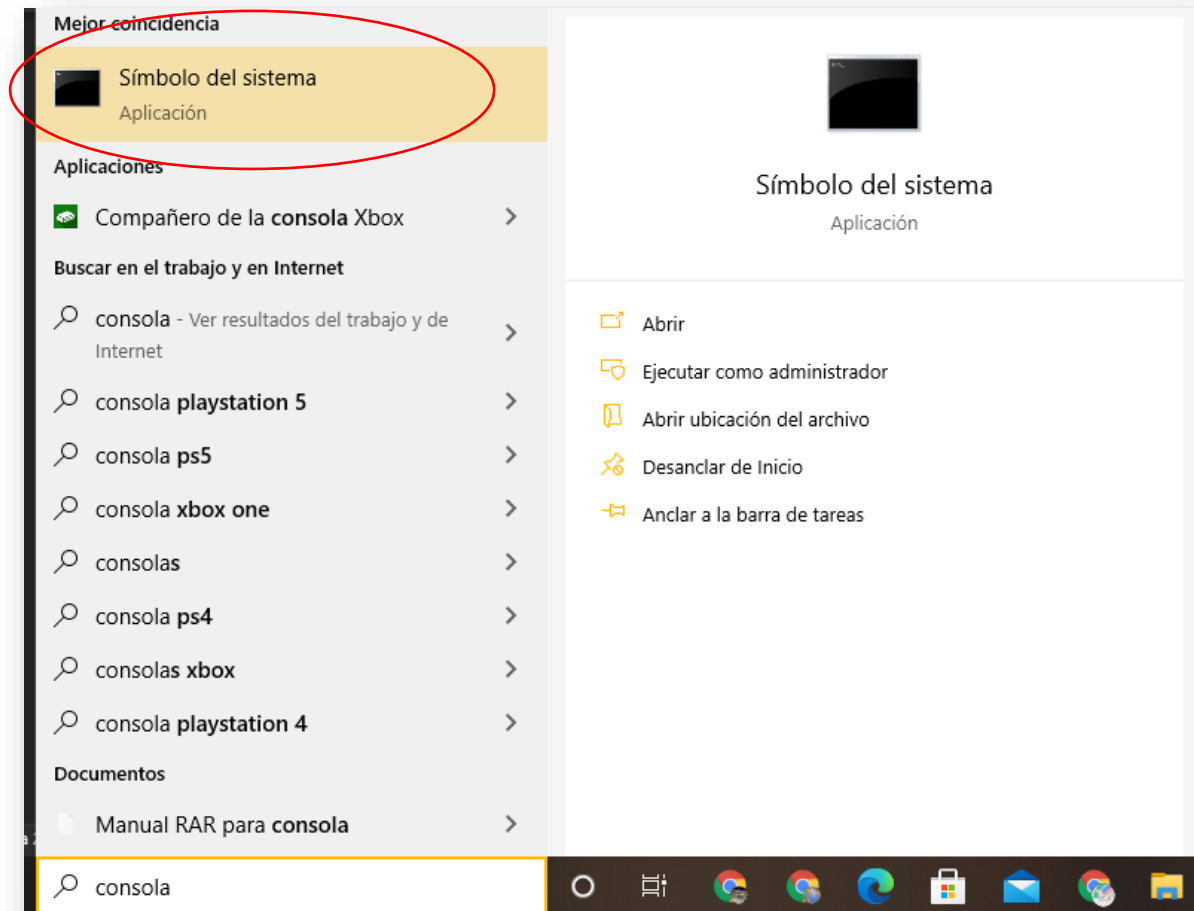 Mejor coincidencia
Símbolo del sistema
Aplicación
Aplicaciones
Compañero de la consola Xbox
Buscar en el trabajo y en Internet
consola - Ver resultados del trabajo y de
Internet
consola playstation 5
consola ps5
consola xbox one
consolas
consola ps4
consolas xbox
consola playstation 4
Documentos
Manual RAR para consola
consola
Símbolo del sistema
Aplicación
Abrir
Ejecutar como administrador
Abrir ubicación del archivo
Desanclar de Inicio
Anclar a la barra de tareas